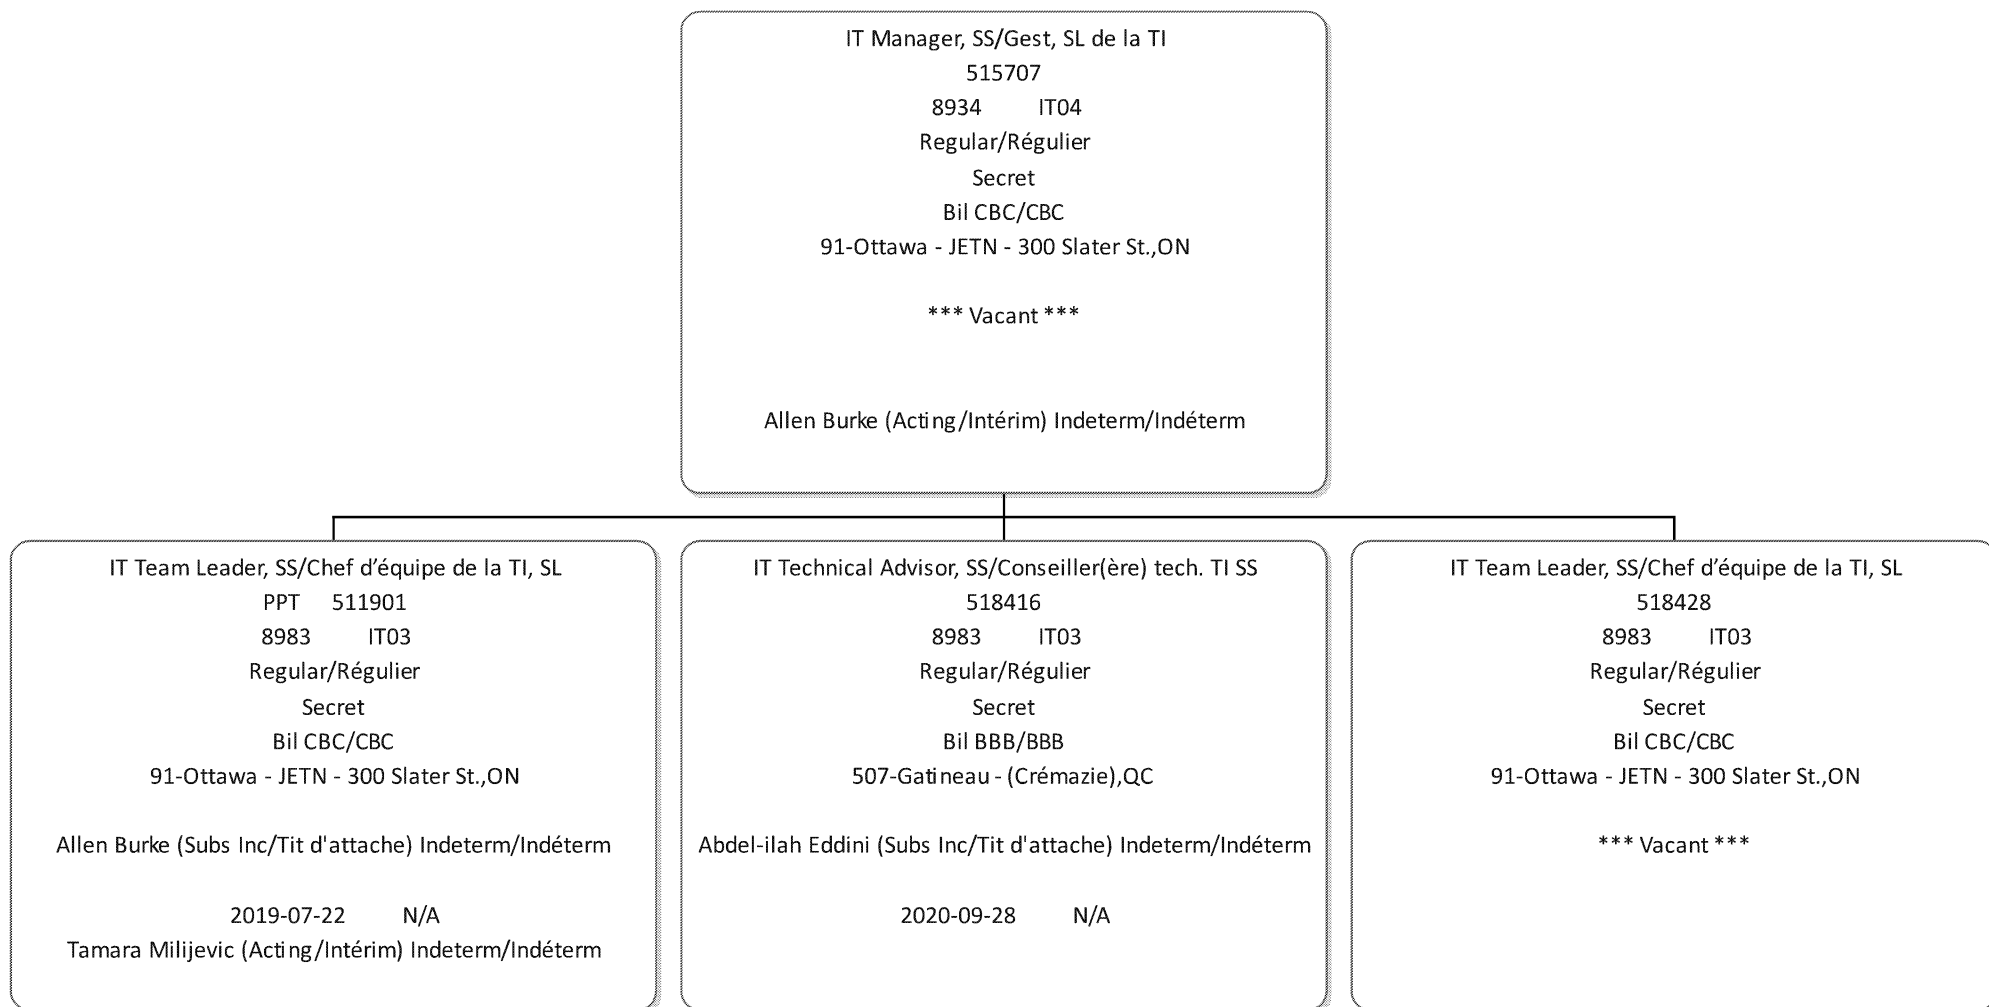 IT Manager, SS/Gest, SL de la TI
515707
8934 IT04
Regular/Régulier
Secret
Bil CBC/CBC
91-Ottawa - JETN - 300 Slater St.,ON
*** Vacant ***
Allen Burke (Acting/Intérim) Indeterm/Indéterm
IT Team Leader, SS/Chef d’équipe de la TI, SL
PPT 511901
8983 IT03
Regular/Régulier
Secret
Bil CBC/CBC
91-Ottawa - JETN - 300 Slater St.,ON
Allen Burke (Subs Inc/Tit d'attache) Indeterm/Indéterm
2019-07-22 N/A
Tamara Milijevic (Acting/Intérim) Indeterm/Indéterm
IT Technical Advisor, SS/Conseiller(ère) tech. TI SS
518416
8983 IT03
Regular/Régulier
Secret
Bil BBB/BBB
507-Gatineau - (Crémazie),QC
Abdel-ilah Eddini (Subs Inc/Tit d'attache) Indeterm/Indéterm
2020-09-28 N/A
IT Team Leader, SS/Chef d’équipe de la TI, SL
518428
8983 IT03
Regular/Régulier
Secret
Bil CBC/CBC
91-Ottawa - JETN - 300 Slater St.,ON
*** Vacant ***